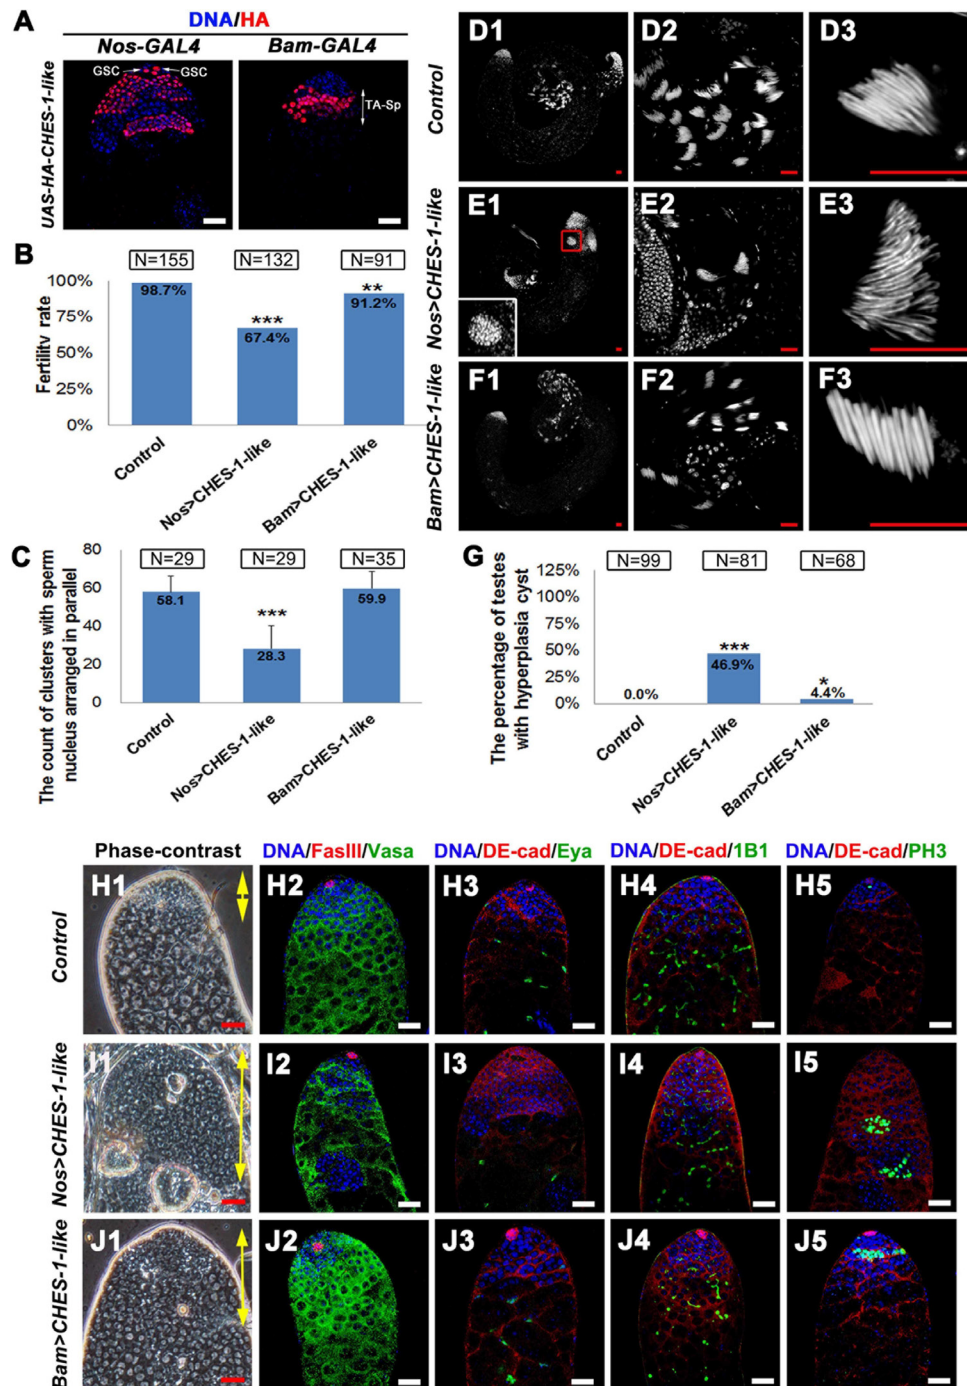 A
DNA/HA
Nos-GAL4
Bam-GAL4
UAS-HA-CHES-1-like
GSC
GSC
TA-Sp
B
N=155
N=132
N=91
Fertility rate
100%
75%
50%
25%
0%
98.7%
***
67.4%
**
91.2%
Control
Nos>CHES-1-like
Bam>CHES-1-like
C
The count of clusters with sperm
nucleus arranged in parallel
80
60
40
20
0
N=29
N=29
N=35
58.1
***
28.3
59.9
Control
Nos>CHES-1-like
Bam>CHES-1-like
Control
D1
D2
D3
Nos>CHES-1-like
E1
E2
E3
Bam>CHES-1-like
F1
F2
F3
G
The percentage of testes
with hyperplasia cyst
N=99
N=81
N=68
125%
100%
75%
50%
25%
0%
0.0%
***
46.9%
*
4.4%
Control
Nos>CHES-1-like
Bam>CHES-1-like
Phase-contrast
DNA/FasIII/Vasa
DNA/DE-cad/Eya
DNA/DE-cad/1B1
DNA/DE-cad/PH3
Control
H1
H2
H3
H4
H5
Nos>CHES-1-like
I1
I2
I3
I4
I5
Bam>CHES-1-like
J1
J2
J3
J4
J5